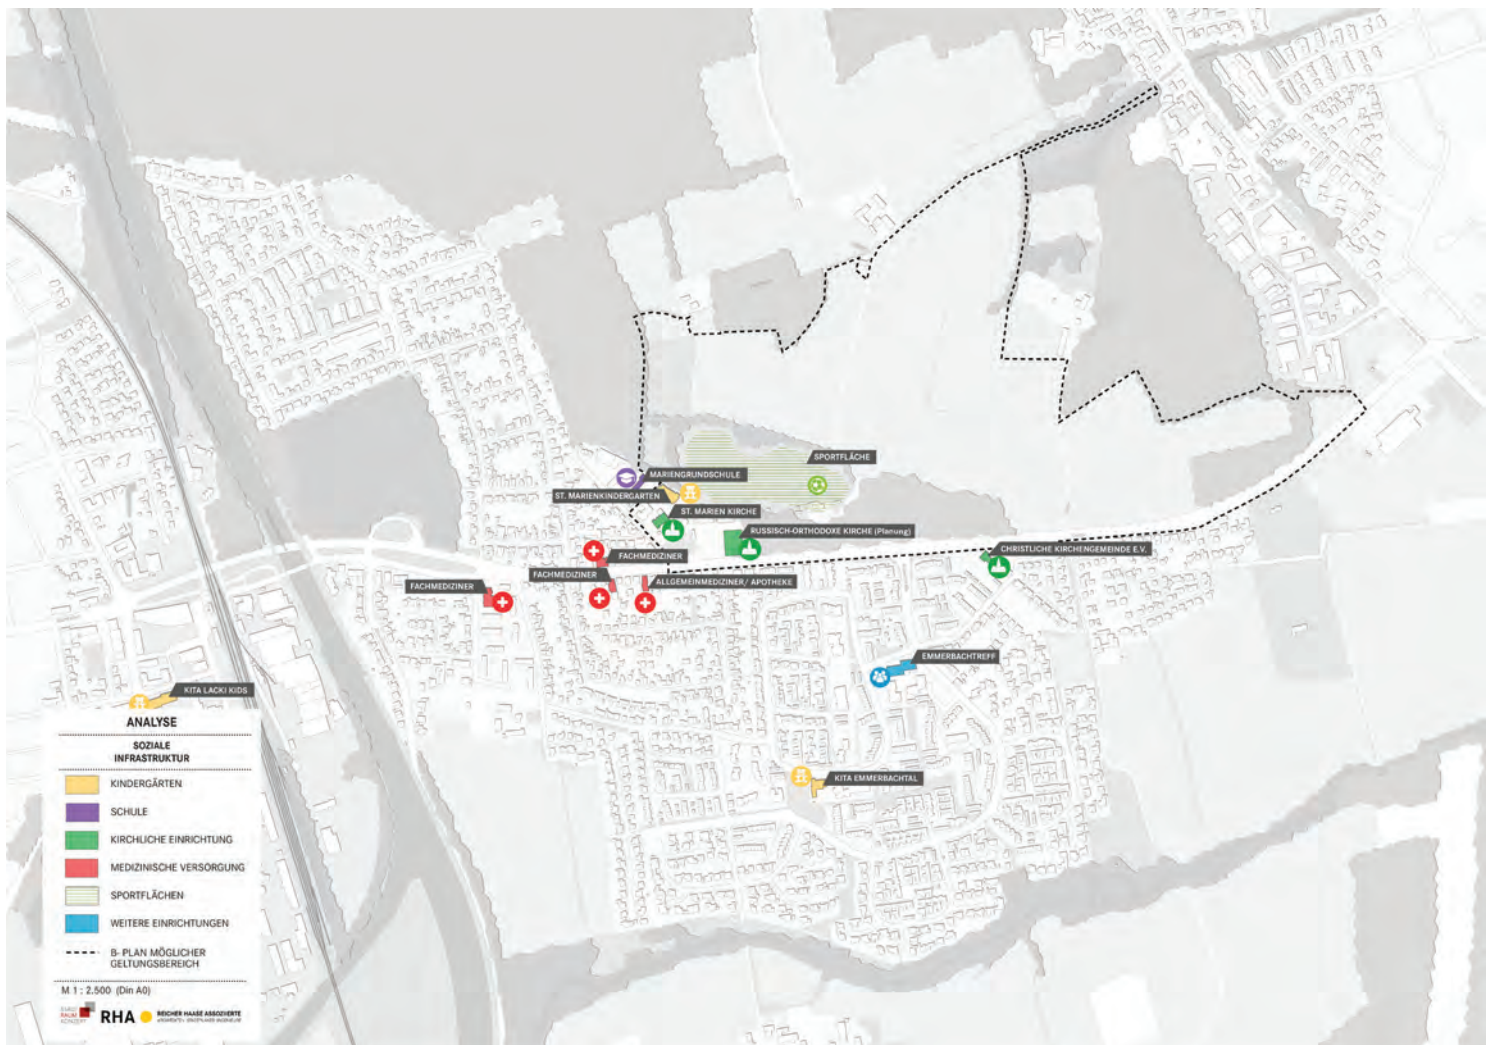 SPORTFLÄCHE
MARIENGRUNDSCHULE
ST. MARIENKINDERGARTEN
ST. MARIEN KIRCHE
RUSSISCH-ORTHODOXE KIRCHE (Planung)
CHRISTLICHE KIRCHENGEMEINDE E.V.
FACHMEDIZINER
FACHMEDIZINER
ALLGEMEINMEDIZINER/ APOTHEKE
FACHMEDIZINER
EMMERBACHTREFF
KITA LACKI KIDS
KITA EMMERBACHTAL
ANALYSE
SOZIALE
INFRASTRUKTUR
KINDERGÄRTEN
SCHULE
KIRCHLICHE EINRICHTUNG
MEDIZINISCHE VERSORGUNG
SPORTFLÄCHEN
WEITERE EINRICHTUNGEN
B- PLAN MÖGLICHER
GELTUNGSBEREICH
M 1 : 2.500 (Din A0)
RHA
REICHER HAASE ASSOZIIERTE